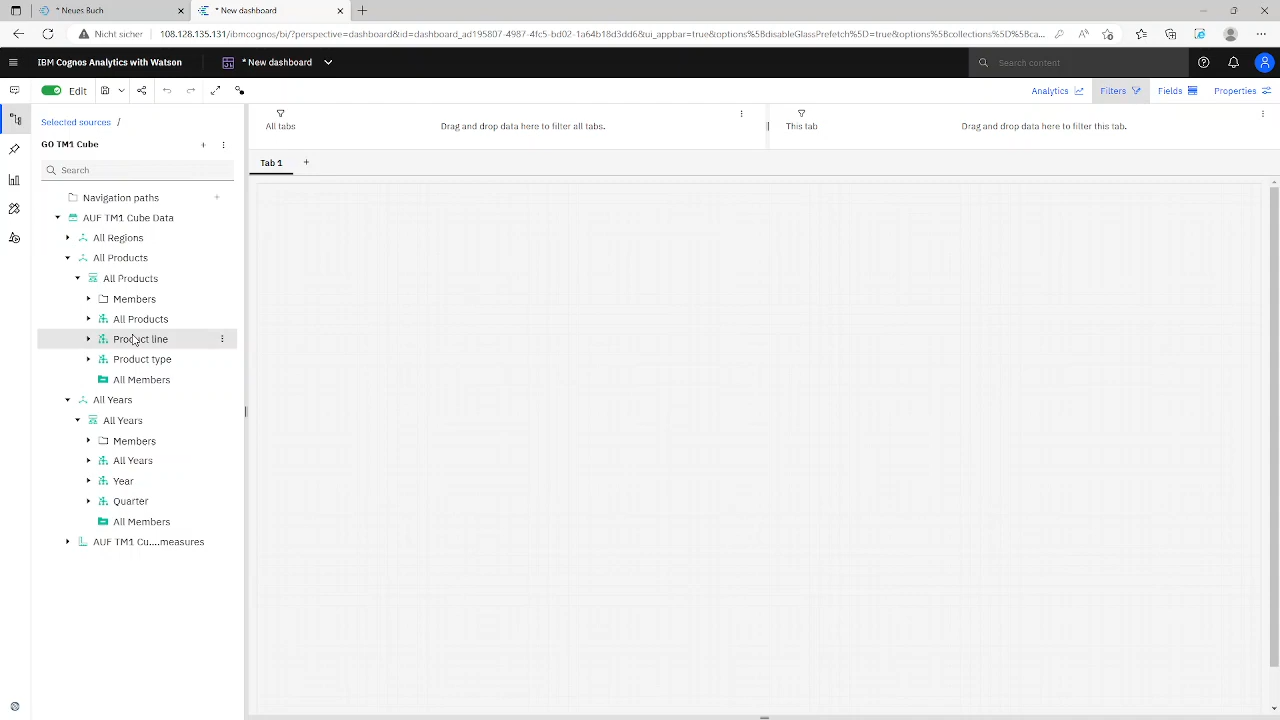 * Neues Buch
* New dashboard
Nicht sicher
108.128.135.131/ibmcognos/bi/?perspective=dashboard&id=dashboard_ad195807-4987-4fc5-bd02-1a64b18d3dd6&ui_appbar=true&options%5BdisableGlassPrefetch%5D=true&options%5Bcollections%5D%5Bca...
IBM Cognos Analytics with Watson
* New dashboard
Search content
Edit
Analytics
Filters
Fields
Properties
Selected sources /
GO TM1 Cube
Search
Navigation paths
AUF TM1 Cube Data
All Regions
All Products
All Products
Members
All Products
Product line
Product type
All Members
All Years
All Years
Members
All Years
Year
Quarter
All Members
AUF TM1 Cu....measures
All tabs
Drag and drop data here to filter all tabs.
This tab
Drag and drop data here to filter this tab.
Tab 1